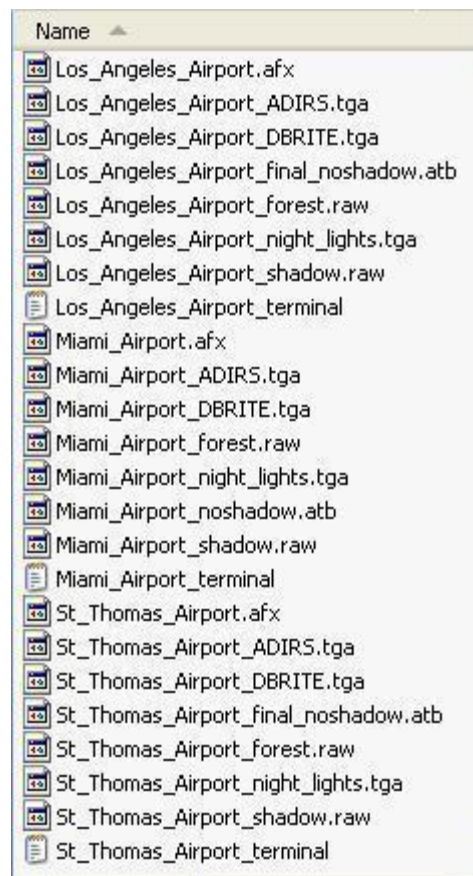 Name
Los_Angeles_Airport.afx
Los_Angeles_Airport_ADIRS.tga
Los_Angeles_Airport_DBRITE.tga
Los_Angeles_Airport_final_noshadow.atb
Los_Angeles_Airport_forest.raw
Los_Angeles_Airport_night_lights.tga
Los_Angeles_Airport_shadow.raw
Los_Angeles_Airport_terminal
Miami_Airport.afx
Miami_Airport_ADIRS.tga
Miami_Airport_DBRITE.tga
Miami_Airport_forest.raw
Miami_Airport_night_lights.tga
Miami_Airport_noshadow.atb
Miami_Airport_shadow.raw
Miami_Airport_terminal
St_Thomas_Airport.afx
St_Thomas_Airport_ADIRS.tga
St_Thomas_Airport_DBRITE.tga
St_Thomas_Airport_final_noshadow.atb
St_Thomas_Airport_forest.raw
St_Thomas_Airport_night_lights.tga
St_Thomas_Airport_shadow.raw
St_Thomas_Airport_terminal